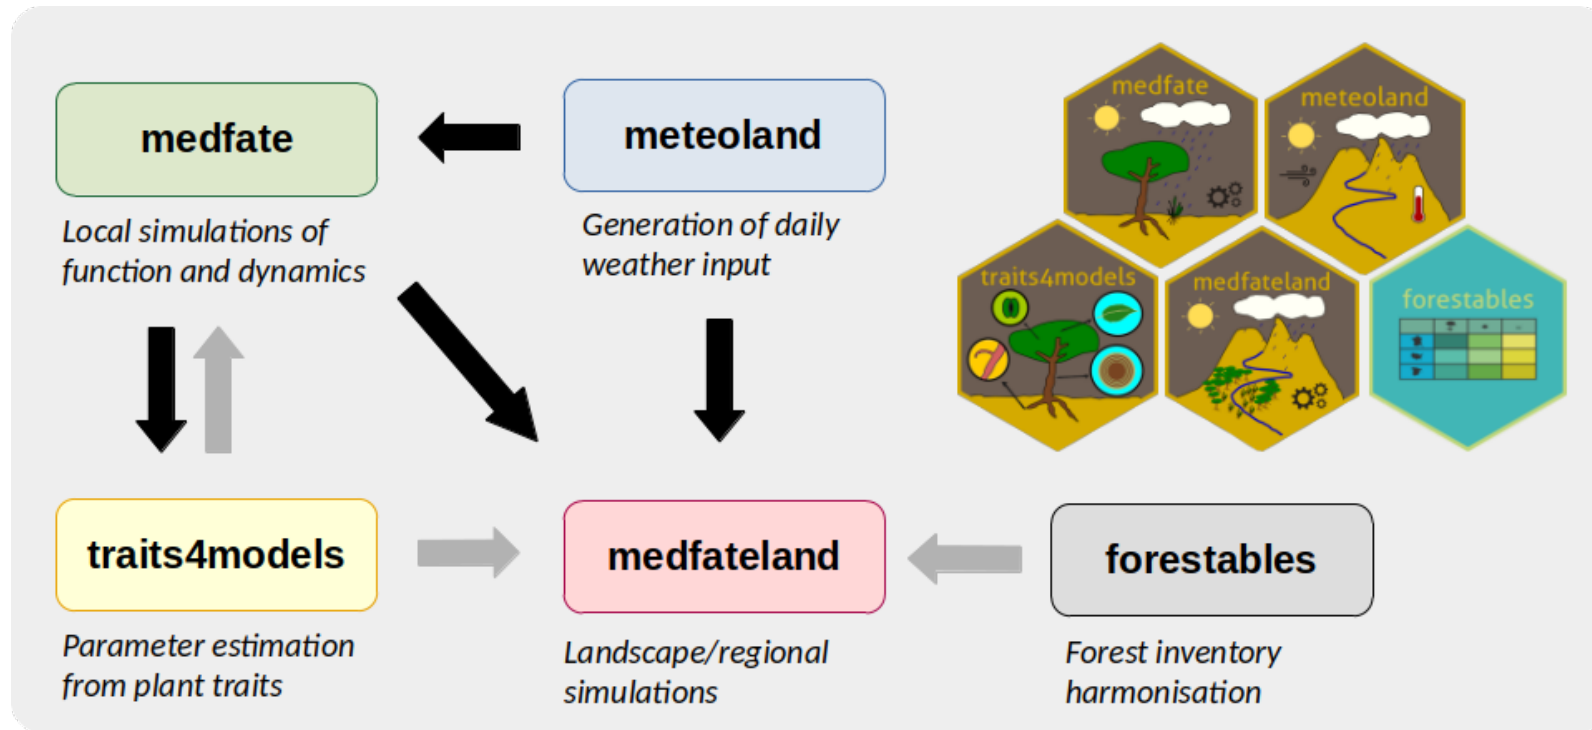 medfate
Local simulations of
function and dynamics
meteoland
Generation of daily
weather input
medfate
meteoland
traits4models
medfateland
forestables
traits4models
Parameter estimation
from plant traits
medfateland
Landscape/regional
simulations
forestables
Forest inventory
harmonisation